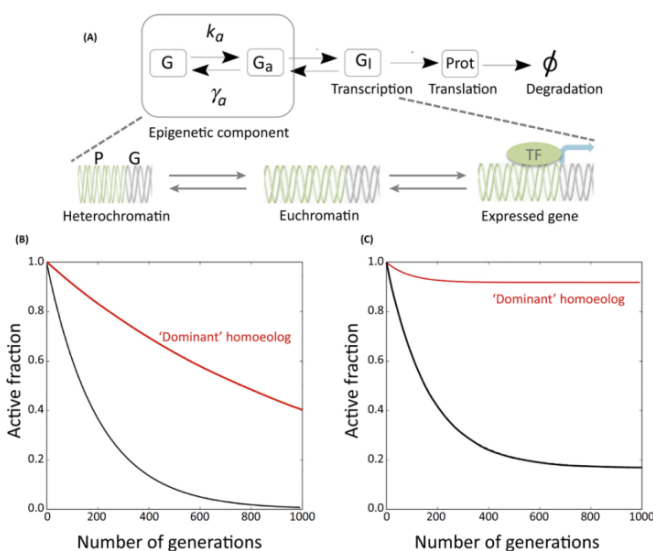 (A)
k_a
G
G_a
G_I
Prot
ϕ
γ_a
Transcription
Translation
Degradation
Epigenetic component
P G
TF
Heterochromatin
Euchromatin
Expressed gene
(B)
1.0
0.8
0.6
0.4
0.2
0.0
0
200
400
600
800
1000
Active fraction
Number of generations
'Dominant' homoeolog
(C)
1.0
0.8
0.6
0.4
0.2
0.0
0
200
400
600
800
1000
Active fraction
Number of generations
'Dominant' homoeolog